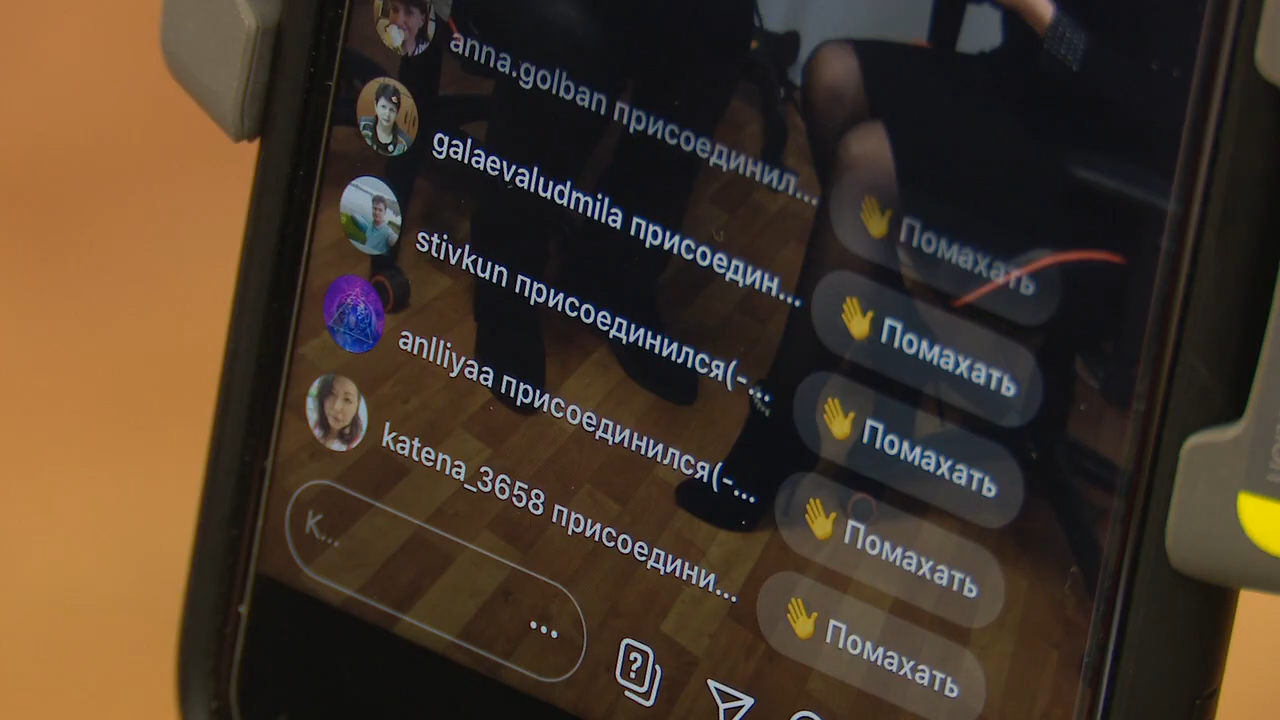 anna.golban присоединил...
👋 Помахать
galaevaludmila присоедин...
👋 Помахать
stivkun присоединился(-...
👋 Помахать
anlliyaa присоединился(-...
👋 Помахать
katena_3658 присоедини...
👋 Помахать
К...